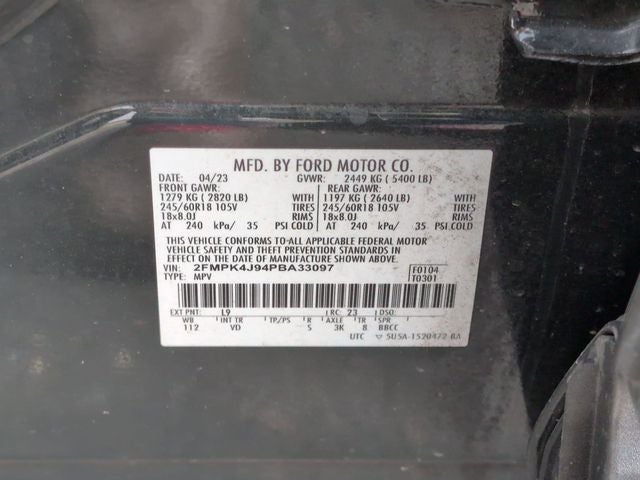 MFD. BY FORD MOTOR CO.
DATE: 04/23 GVWR: 2449 KG ( 5400 LB)
FRONT GAWR: REAR GAWR:
1279 KG ( 2820 LB) WITH 1197 KG ( 2640 LB) WITH
245/60R18 105V TIRES 245/60R18 105V TIRES
18x8.0J RIMS 18x8.0J RIMS
AT 240 kPa/ 35 PSI COLD AT 240 kPa/ 35 PSI COLD
THIS VEHICLE CONFORMS TO ALL APPLICABLE FEDERAL MOTOR
VEHICLE SAFETY AND THEFT PREVENTION STANDARDS
IN EFFECT ON THE DATE OF MANUFACTURE SHOWN ABOVE.
VIN: 2FMPK4J94PBA33097 F0104
TYPE: MPV T0301
EXT PNT: L9 RC: 23 DSO:
WB INT TR TP/PS R AXLE TR SPR
112 VD S 3K 8 BBCC
UTC ▽ 5U5A-1520472-BA